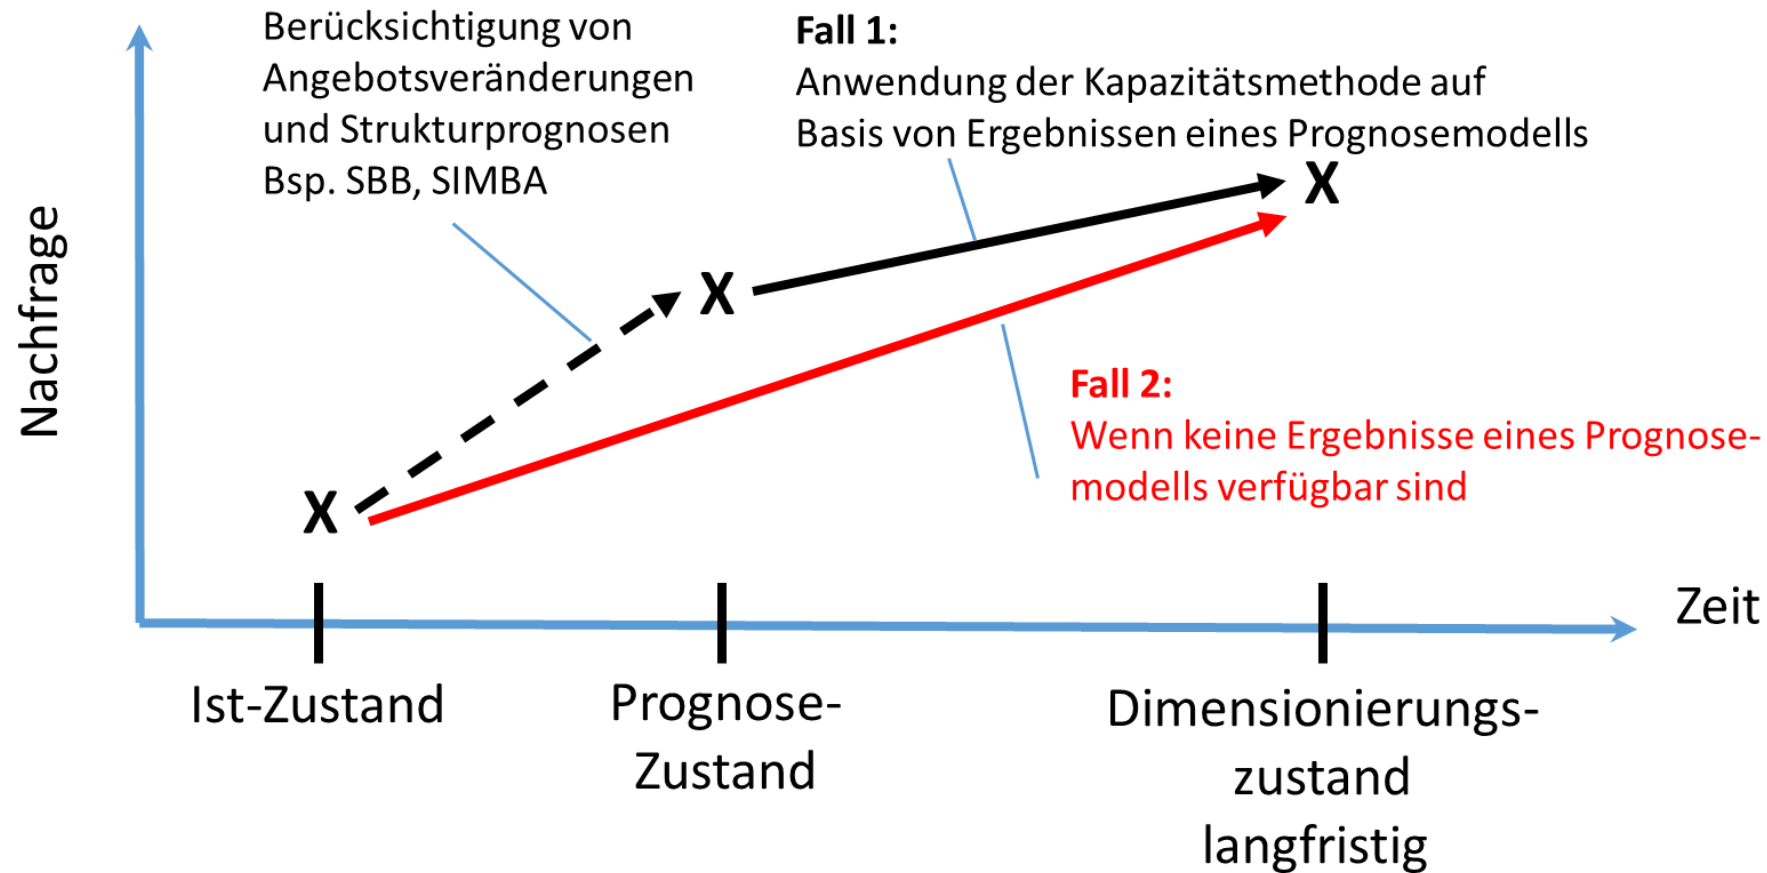 Berücksichtigung von
Angebotsveränderungen
und Strukturprognosen
Bsp. SBB, SIMBA
Fall 1:
Anwendung der Kapazitätsmethode auf
Basis von Ergebnissen eines Prognosemodells
Nachfrage
X
X
X
Fall 2:
Wenn keine Ergebnisse eines Prognose-
modells verfügbar sind
Zeit
Ist-Zustand
Prognose-
Zustand
Dimensionierungs-
zustand
langfristig